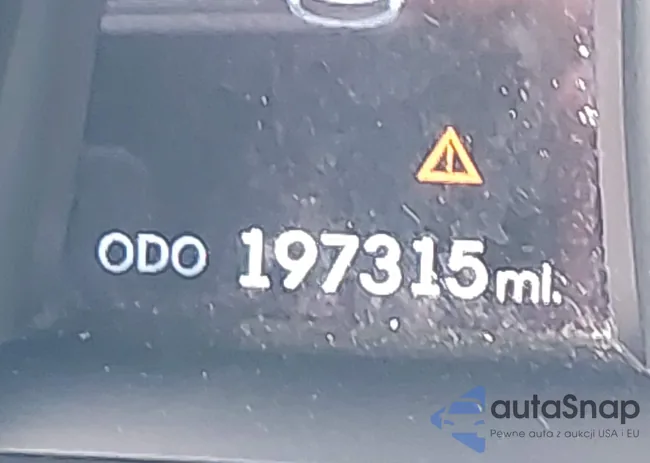 ODO 197315 mi.
autaSnap
Pewne auta z aukcji USA i EU